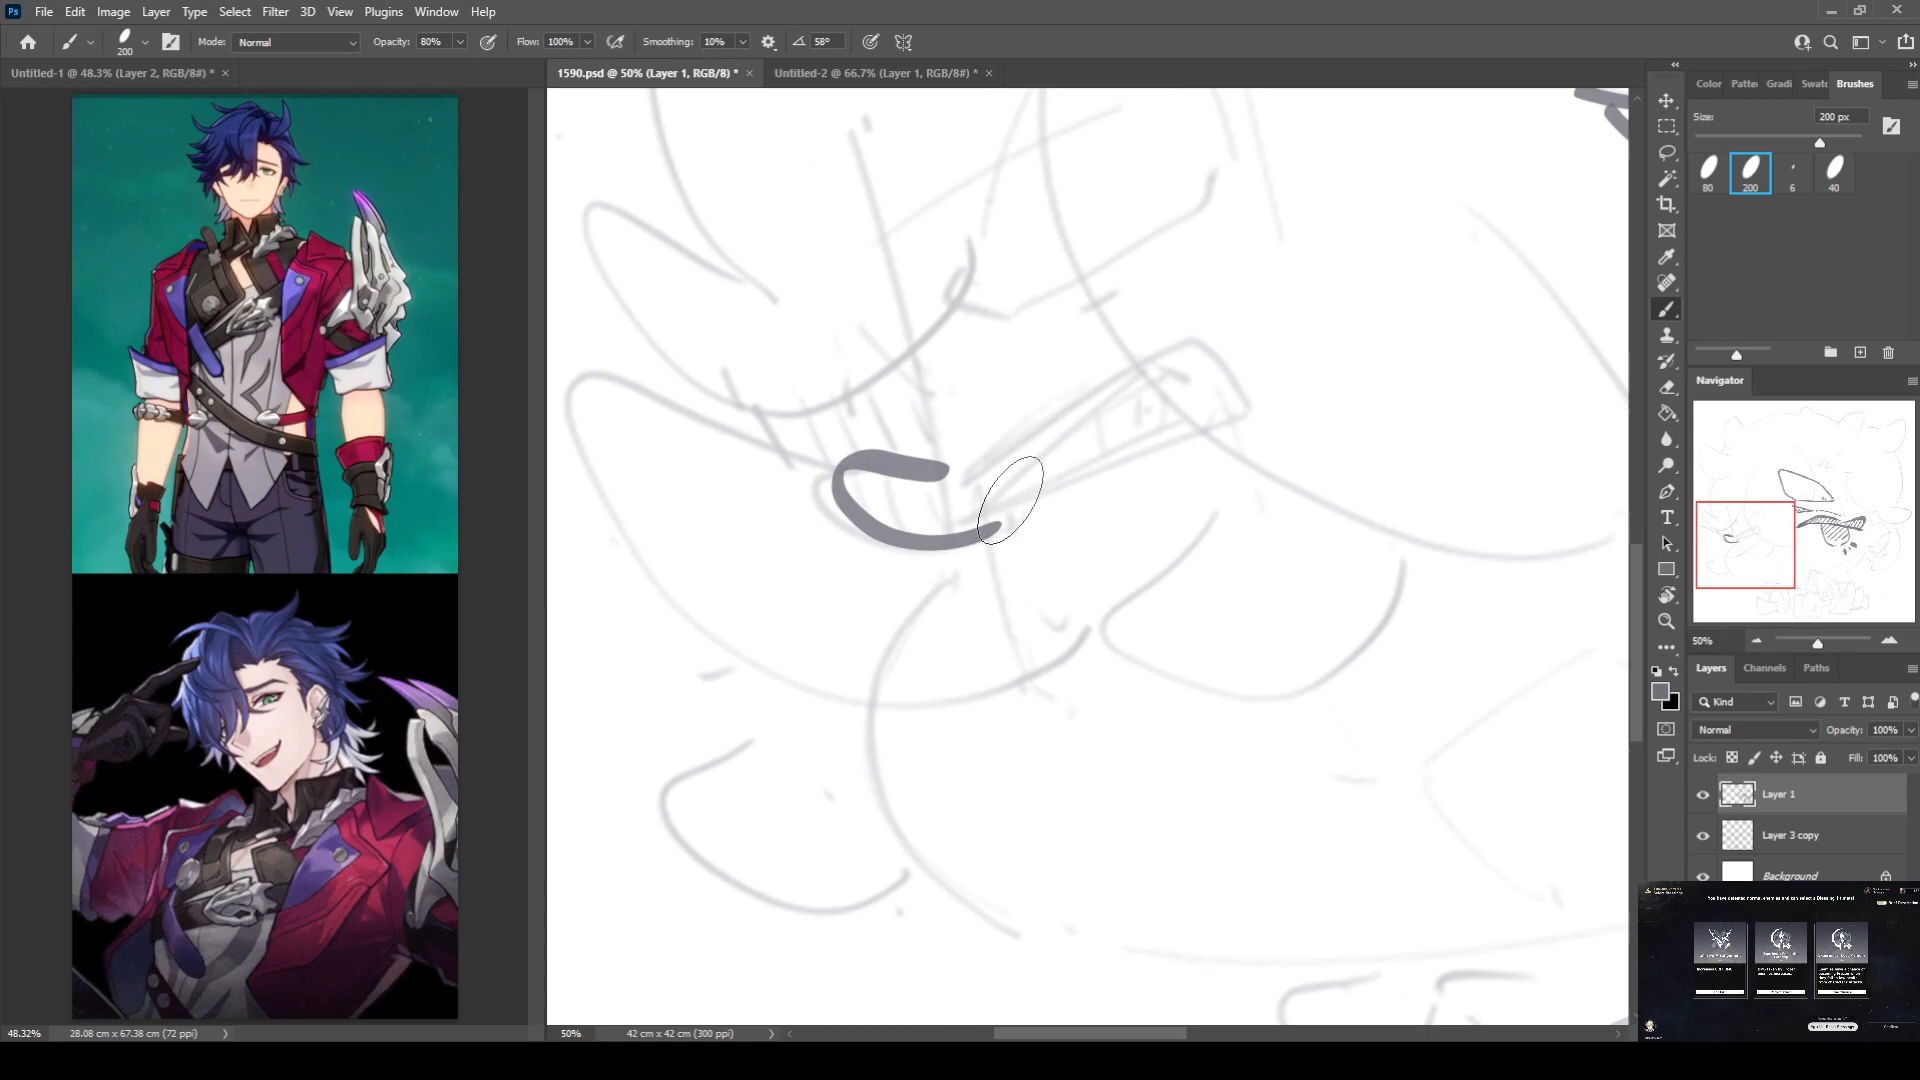 Ps File Edit Image Layer Type Select Filter 3D View Plugins Window Help
200 Mode: Normal Opacity: 80% Flow: 100% Smoothing: 10% 58°
Untitled-1 @ 48.3% (Layer 2, RGB/8#) * × 1590.psd @ 50% (Layer 1, RGB/8) * × Untitled-2 @ 66.7% (Layer 1, RGB/8#) * ×
Color Patte Gradi Swatc Brushes
Size: 200 px
80 200 6 40
Navigator
50%
Layers Channels Paths
Kind
Normal Opacity: 100%
Lock: Fill: 100%
Layer 1
Layer 3 copy
Background
48.32% 28.08 cm x 67.38 cm (72 ppi) 50% 42 cm x 42 cm (300 ppi)